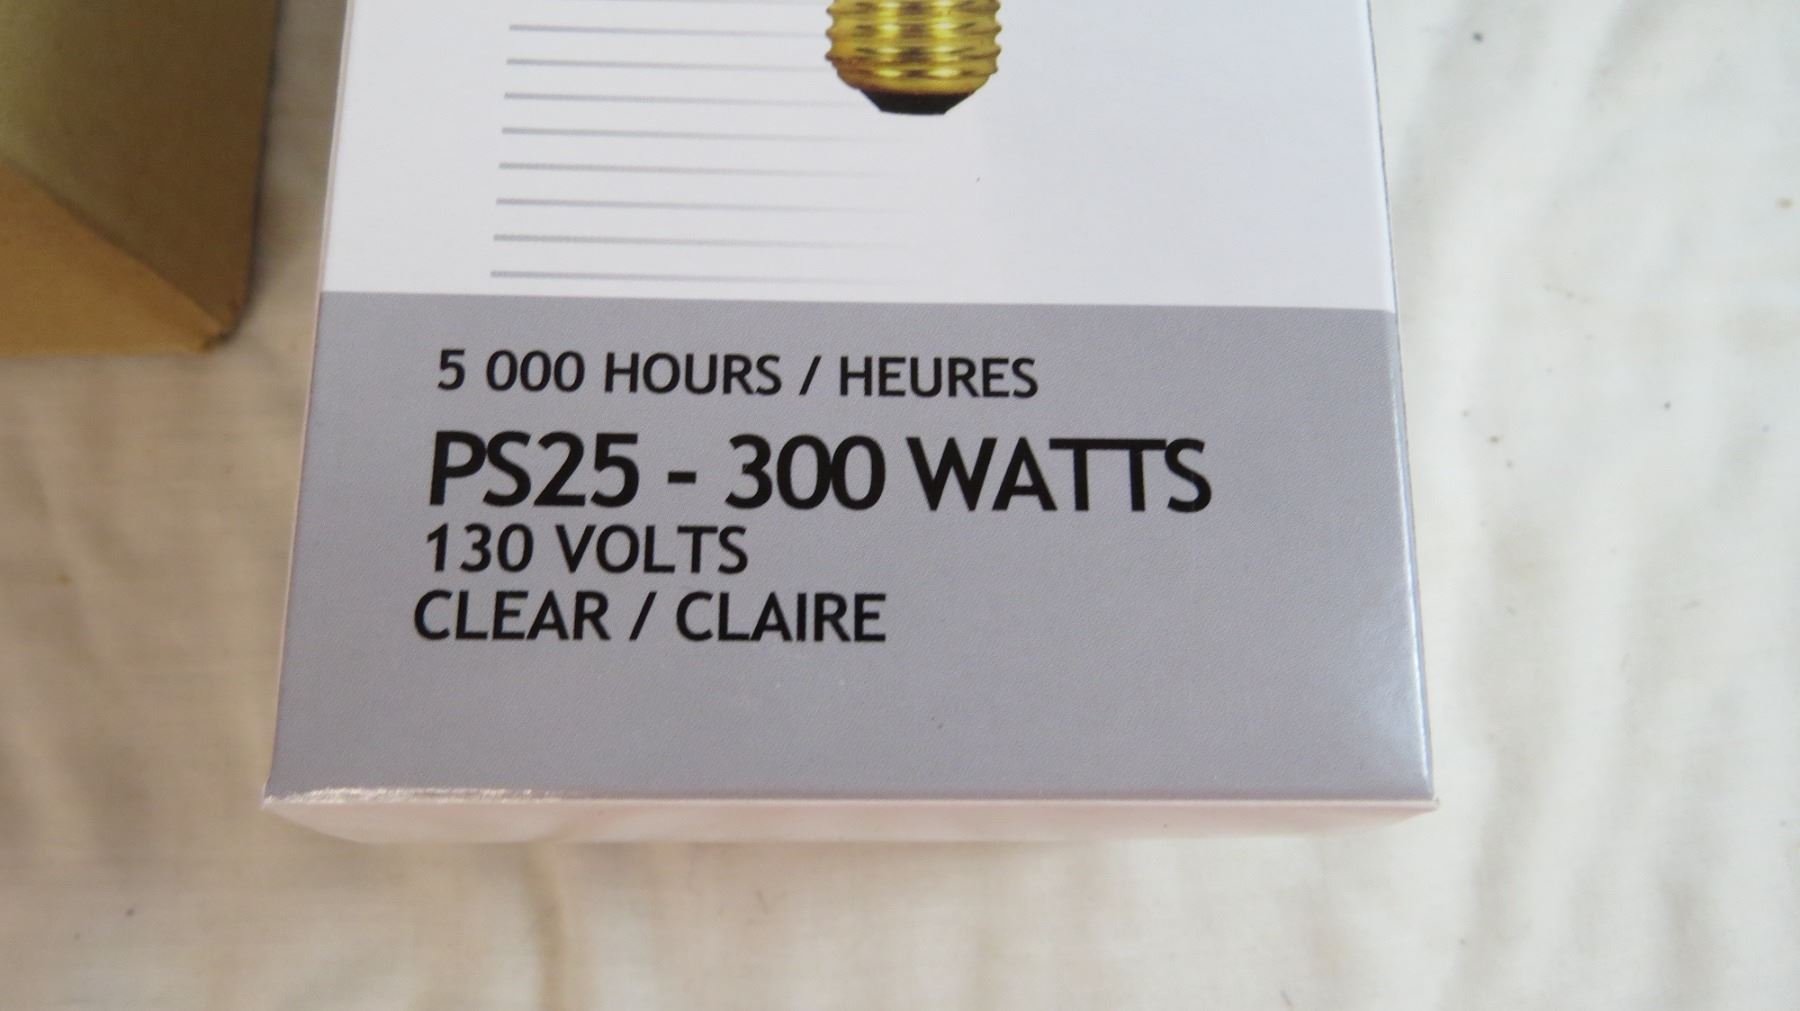 5 000 HOURS / HEURES
PS25 - 300 WATTS
130 VOLTS
CLEAR / CLAIRE